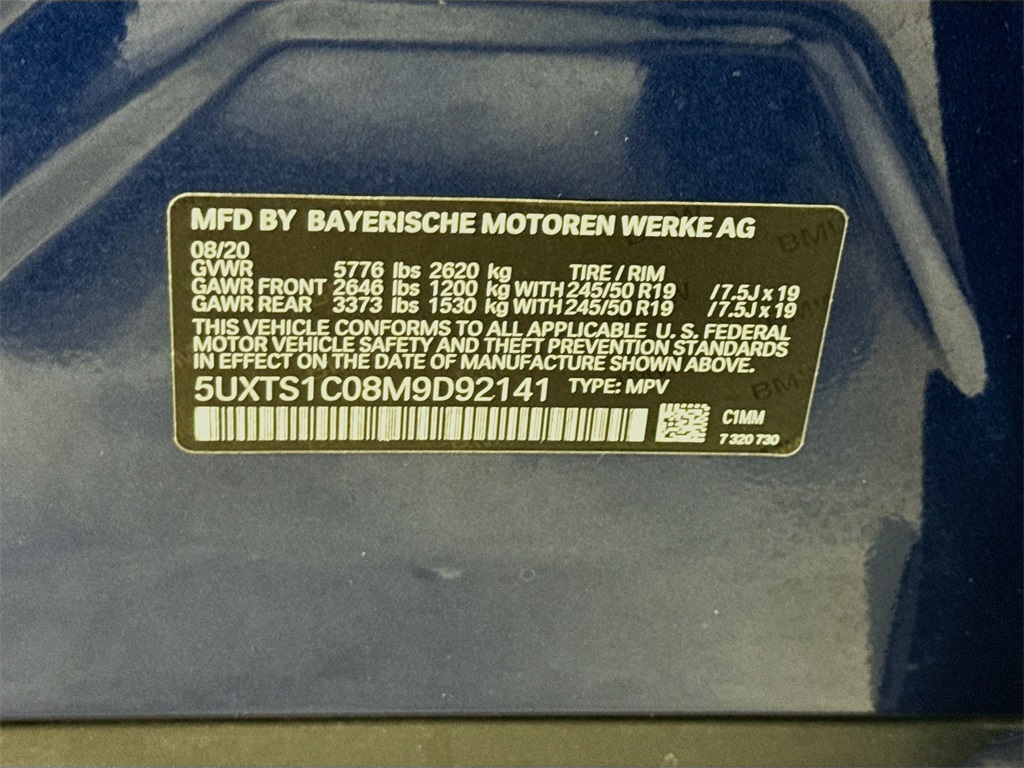 MFD BY BAYERISCHE MOTOREN WERKE AG
08/20
GVWR 5776 lbs 2620 kg TIRE / RIM
GAWR FRONT 2646 lbs 1200 kg WITH 245/50 R19 /7.5J x 19
GAWR REAR 3373 lbs 1530 kg WITH 245/50 R19 /7.5J x 19
THIS VEHICLE CONFORMS TO ALL APPLICABLE U. S. FEDERAL
MOTOR VEHICLE SAFETY AND THEFT PREVENTION STANDARDS
IN EFFECT ON THE DATE OF MANUFACTURE SHOWN ABOVE.
5UXTS1C08M9D92141 TYPE: MPV
C1MM
7 320 730